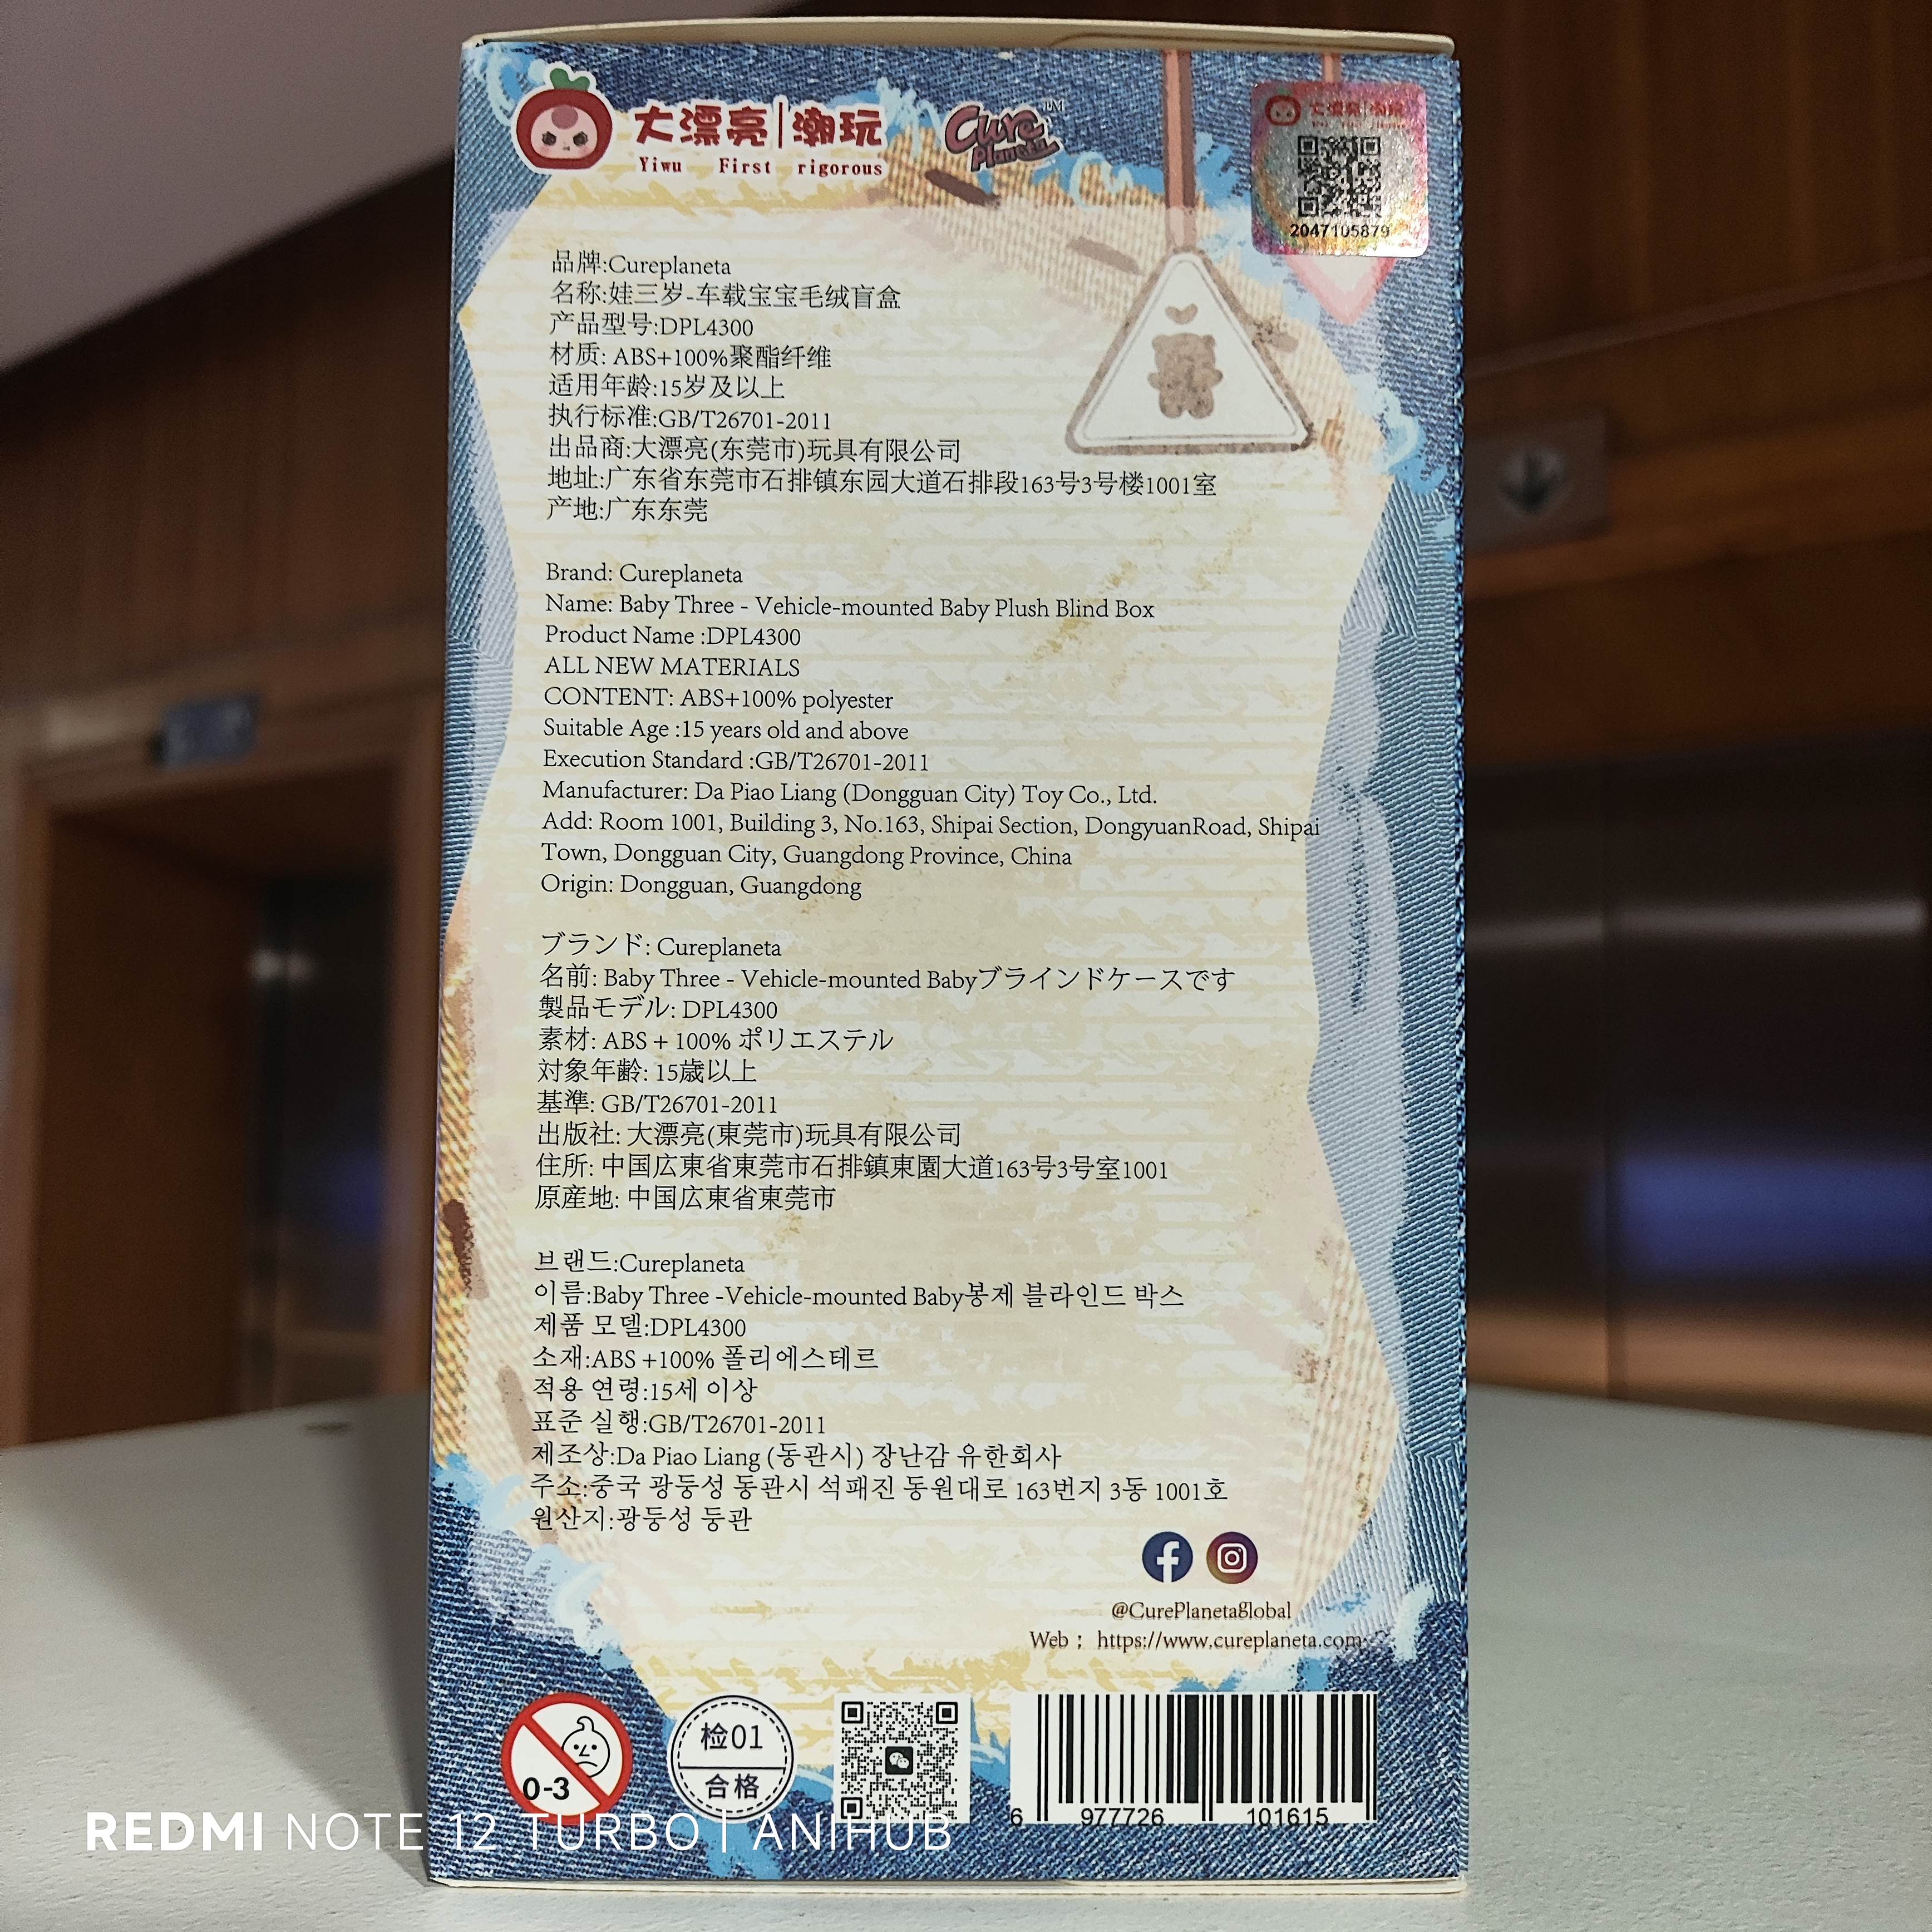 大漂亮|潮玩
Yiwu First rigorous
Cure Planeta TM
大漂亮|潮玩
2047105879
品牌:Cureplaneta
名称:娃三岁-车载宝宝毛绒盲盒
产品型号:DPL4300
材质: ABS+100%聚酯纤维
适用年龄:15岁及以上
执行标准:GB/T26701-2011
出品商:大漂亮(东莞市)玩具有限公司
地址:广东省东莞市石排镇东园大道石排段163号3号楼1001室
产地:广东东莞
Brand: Cureplaneta
Name: Baby Three - Vehicle-mounted Baby Plush Blind Box
Product Name :DPL4300
ALL NEW MATERIALS
CONTENT: ABS+100% polyester
Suitable Age :15 years old and above
Execution Standard :GB/T26701-2011
Manufacturer: Da Piao Liang (Dongguan City) Toy Co., Ltd.
Add: Room 1001, Building 3, No.163, Shipai Section, DongyuanRoad, Shipai
Town, Dongguan City, Guangdong Province, China
Origin: Dongguan, Guangdong
ブランド: Cureplaneta
名前: Baby Three - Vehicle-mounted Babyブラインドケースです
製品モデル: DPL4300
素材: ABS + 100% ポリエステル
対象年齢: 15歳以上
基準: GB/T26701-2011
出版社: 大漂亮(東莞市)玩具有限公司
住所: 中国広東省東莞市石排鎮東園大道163号3号室1001
原産地: 中国広東省東莞市
브랜드:Cureplaneta
이름:Baby Three -Vehicle-mounted Baby봉제 블라인드 박스
제품 모델:DPL4300
소재:ABS +100% 폴리에스테르
적용 연령:15세 이상
표준 실행:GB/T26701-2011
제조상:Da Piao Liang (동관시) 장난감 유한회사
주소:중국 광둥성 동관시 석패진 동원대로 163번지 3동 1001호
원산지:광둥성 둥관
@CurePlanetaGlobal
Web : https://www.cureplaneta.com
0-3
检01
合格
6 977726 101615
REDMI NOTE 12 TURBO | ANIHUB